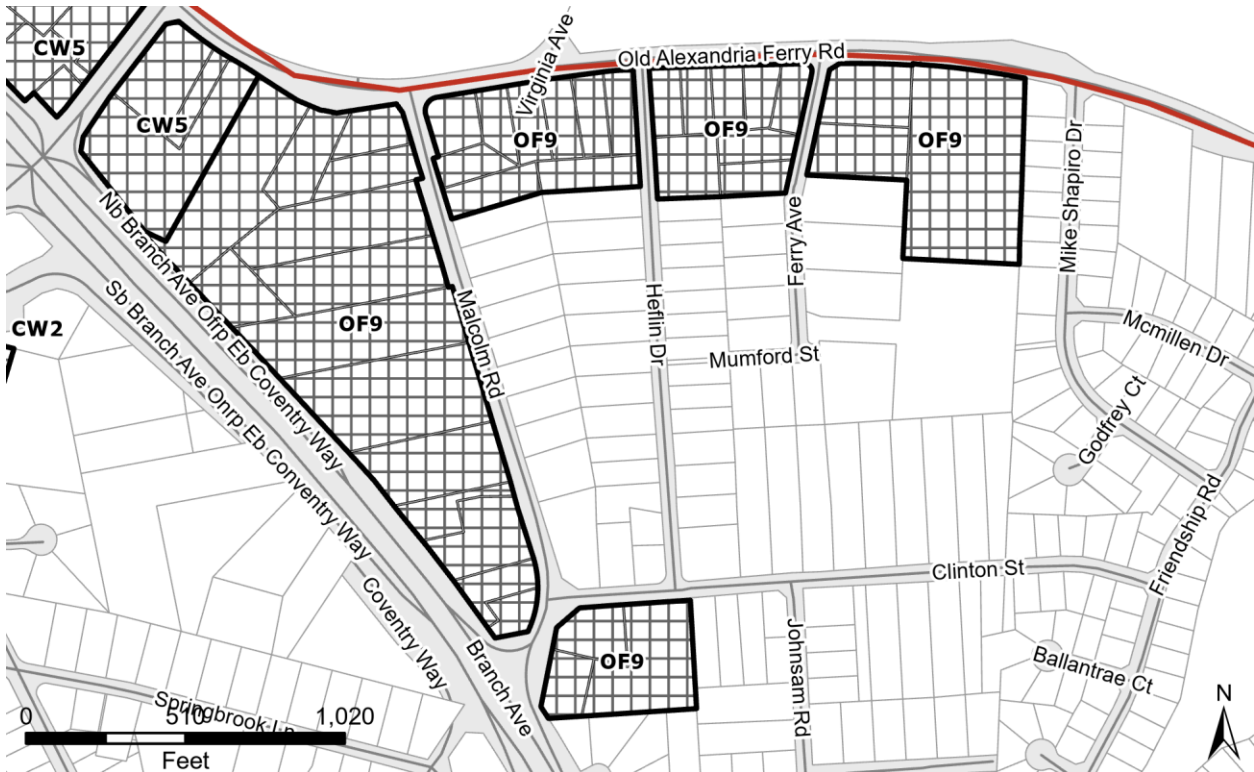 CW5
CW5
CW2
OF9
OF9
OF9
OF9
OF9
Virginia Ave
Old Alexandria Ferry Rd
Nb Branch Ave Ofrp Eb Coventry Way
Sb Branch Ave Onrp Eb Conventry Way
Malcolm Rd
Heflin Dr
Ferry Ave
Mumford St
Mike Shapiro Dr
Mcmillen Dr
Godfrey Ct
Friendship Rd
Clinton St
Johnsam Rd
Ballantrae Ct
Coventry Way
Branch Ave
Springbrook Ln
0 510 1,020
Feet
N